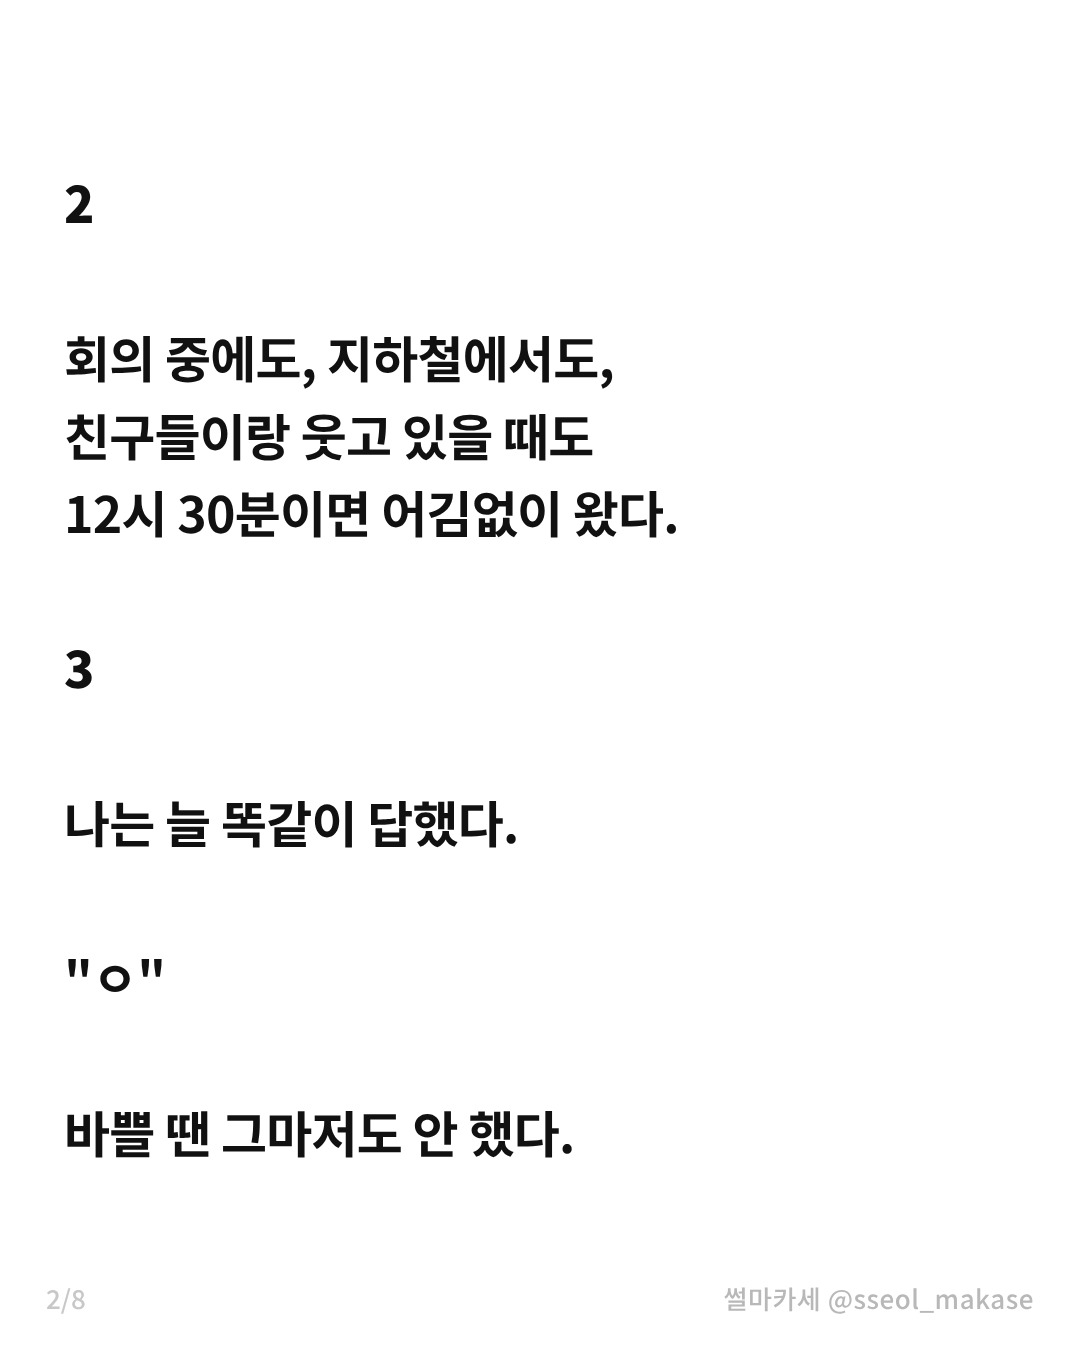 2
회의 중에도, 지하철에서도,
친구들이랑 웃고 있을 때도
12시 30분이면 어김없이 왔다.
3
나는 늘 똑같이 답했다.
"ㅇ"
바쁠 땐 그마저도 안 했다.
2/8
썰마카세 @sseol_makase